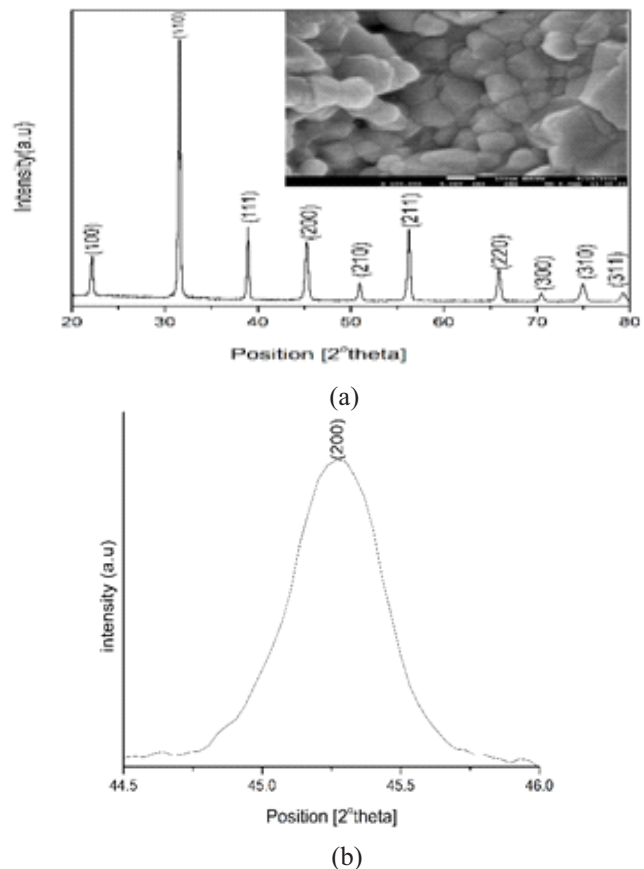 (110)
(100)
(111)
(200)
(210)
(211)
(220)
(300)
(310)
(311)
Intensity(a.u)
20 30 40 50 60 70 80
Position [2°theta]
(a)
(200)
intensity (a.u)
44.5 45.0 45.5 46.0
Position [2°theta]
(b)